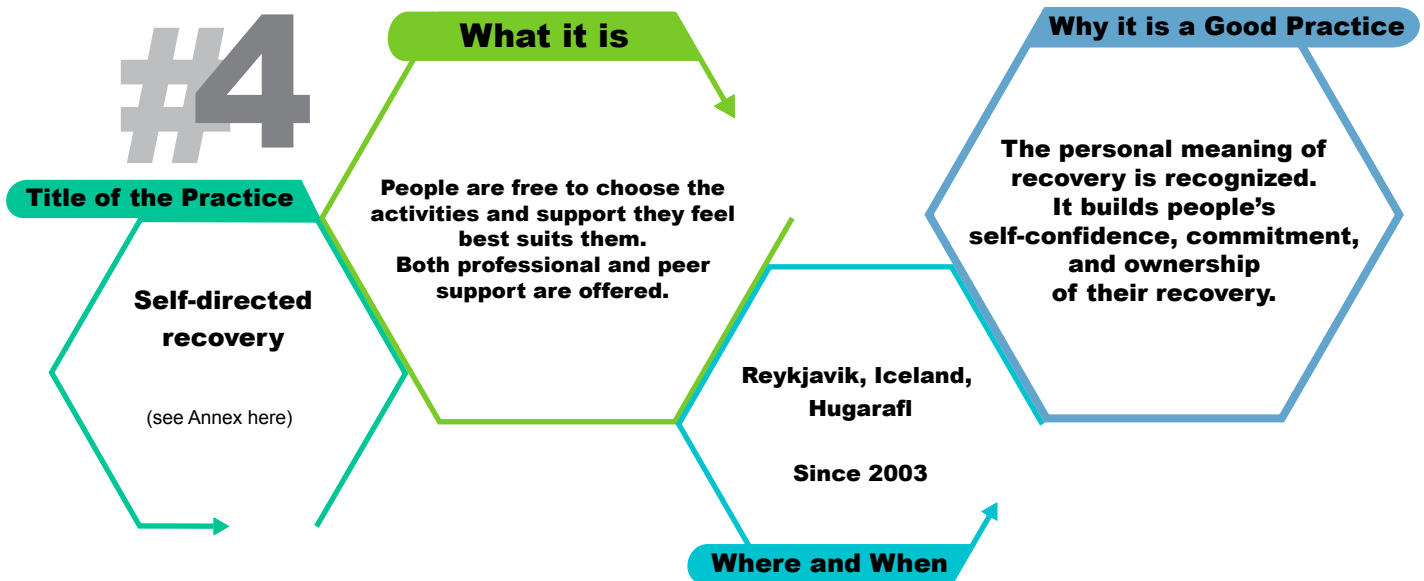 #4
Title of the Practice
Self-directed
recovery
(see Annex here)
What it is
People are free to choose the
activities and support they feel
best suits them.
Both professional and peer
support are offered.
Where and When
Reykjavik, Iceland,
Hugarafl
Since 2003
Why it is a Good Practice
The personal meaning of
recovery is recognized.
It builds people’s
self-confidence, commitment,
and ownership
of their recovery.